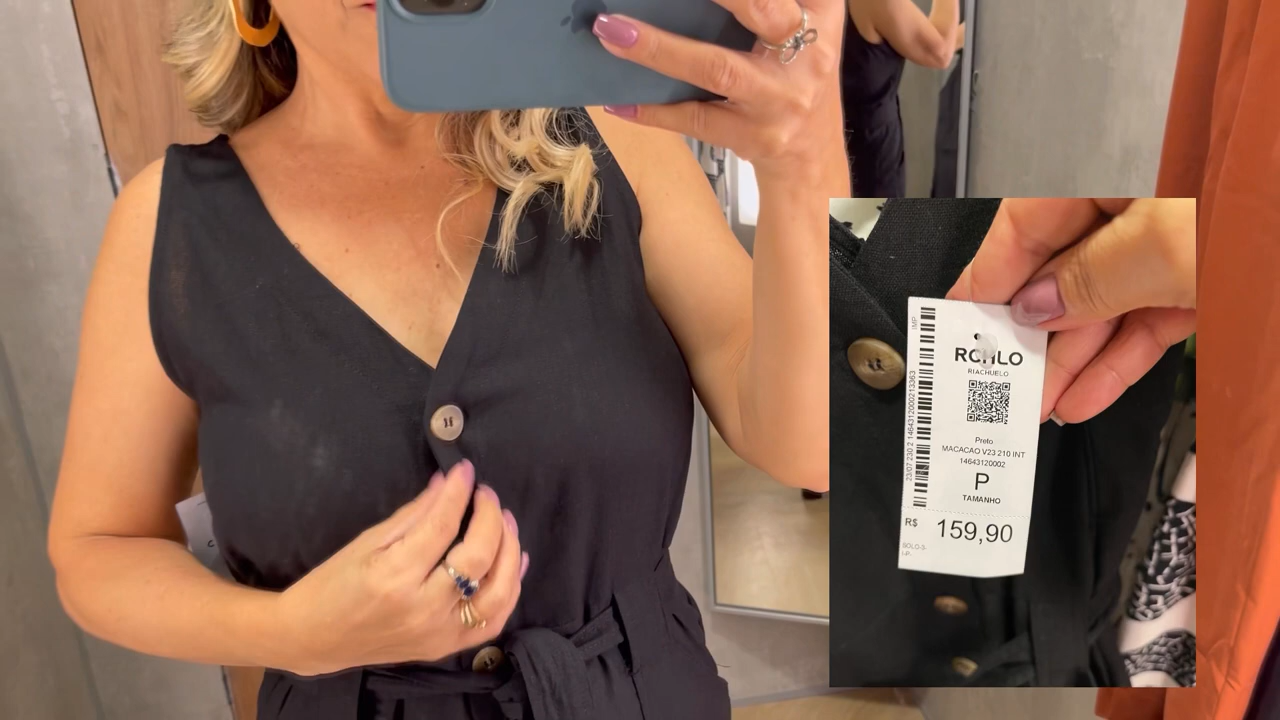 RCHLO
RIACHUELO
Preto
MACACAO V23 210 INT
14643120002
P
TAMANHO
R$ 159,90